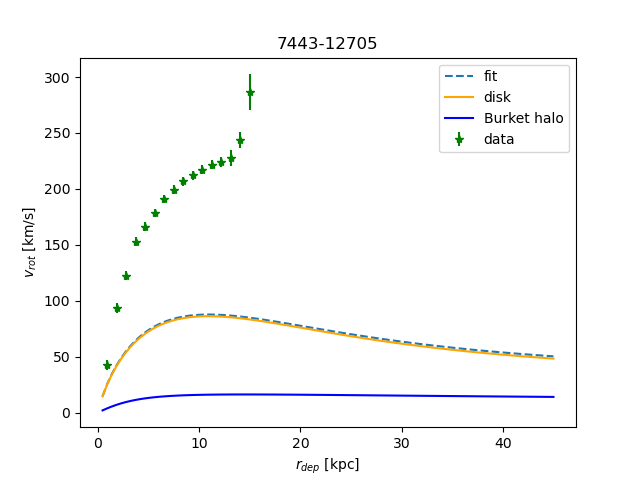 7443-12705
fit
disk
Burket halo
data
300
250
200
150
100
50
0
v_rot [km/s]
0 10 20 30 40
r_dep [kpc]